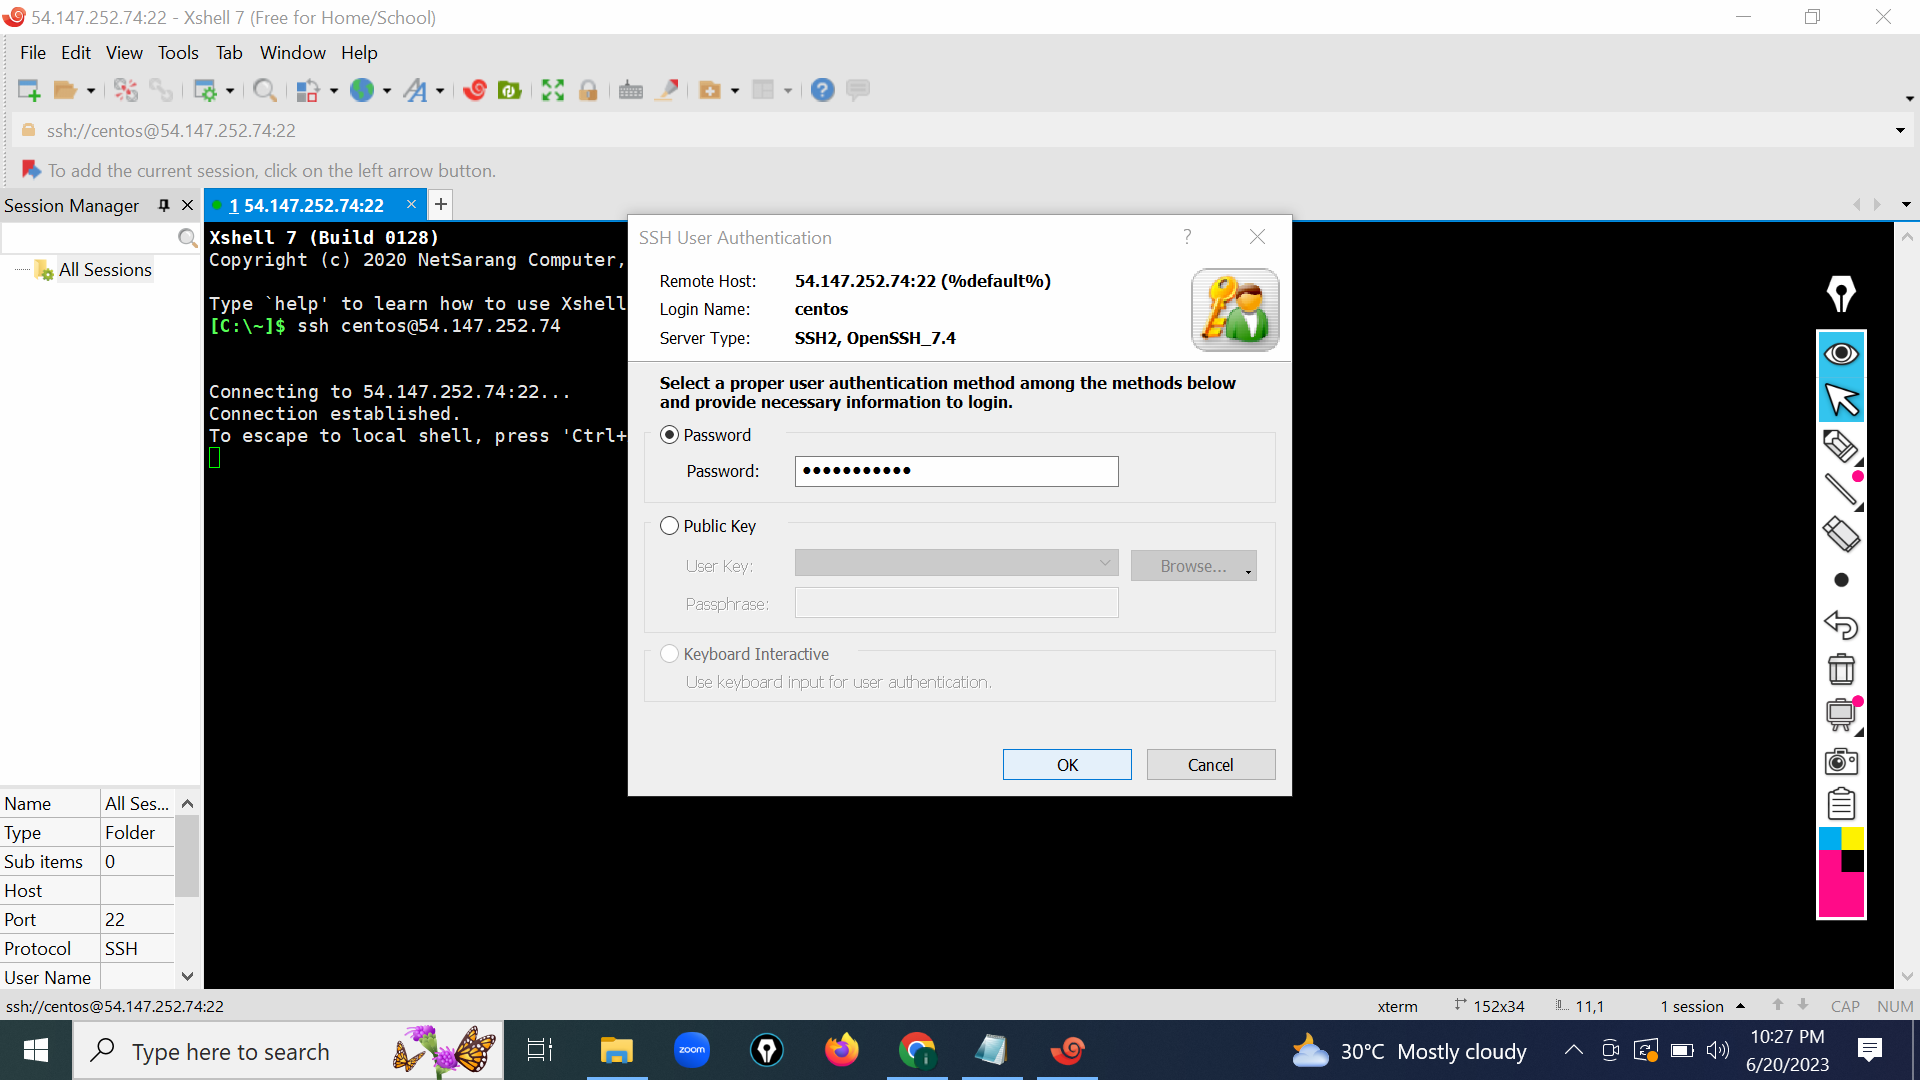 54.147.252.74:22 - Xshell 7 (Free for Home/School)
File Edit View Tools Tab Window Help
ssh://centos@54.147.252.74:22
To add the current session, click on the left arrow button.
Session Manager
1 54.147.252.74:22
All Sessions
Xshell 7 (Build 0128)
Copyright (c) 2020 NetSarang Computer,
Type `help' to learn how to use Xshell
[C:\~]$ ssh centos@54.147.252.74
Connecting to 54.147.252.74:22...
Connection established.
To escape to local shell, press 'Ctrl+
SSH User Authentication
Remote Host: 54.147.252.74:22 (%default%)
Login Name: centos
Server Type: SSH2, OpenSSH_7.4
Select a proper user authentication method among the methods below
and provide necessary information to login.
Password
Password: ●●●●●●●●●●●
Public Key
User Key:
Browse...
Passphrase:
Keyboard Interactive
Use keyboard input for user authentication.
OK Cancel
Name All Ses...
Type Folder
Sub items 0
Host
Port 22
Protocol SSH
User Name
ssh://centos@54.147.252.74:22
xterm 152x34 11,1 1 session CAP NUM
Type here to search
zoom
30°C Mostly cloudy
10:27 PM
6/20/2023